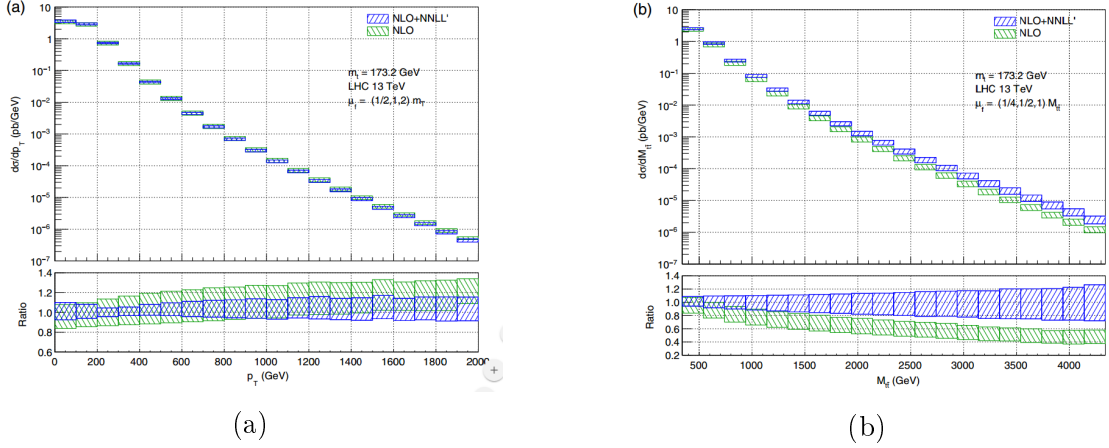 (a)
NLO+NNLL'
NLO
mₜ = 173.2 GeV
LHC 13 TeV
μ_f = (1/2,1,2) m_T
dσ/dp_T (pb/GeV)
10
1
10⁻¹
10⁻²
10⁻³
10⁻⁴
10⁻⁵
10⁻⁶
10⁻⁷
Ratio
1.4
1.2
1.0
0.8
0.6
0 200 400 600 800 1000 1200 1400 1600 1800 2000
p_T (GeV)
+
(a)
(b)
NLO+NNLL'
NLO
mₜ = 173.2 GeV
LHC 13 TeV
μ_f = (1/4,1/2,1) M_tt̄
dσ/dM_tt̄ (pb/GeV)
10
1
10⁻¹
10⁻²
10⁻³
10⁻⁴
10⁻⁵
10⁻⁶
10⁻⁷
Ratio
1.4
1.2
1.0
0.8
0.6
0.4
0.2
500 1000 1500 2000 2500 3000 3500 4000
M_tt̄ (GeV)
(b)